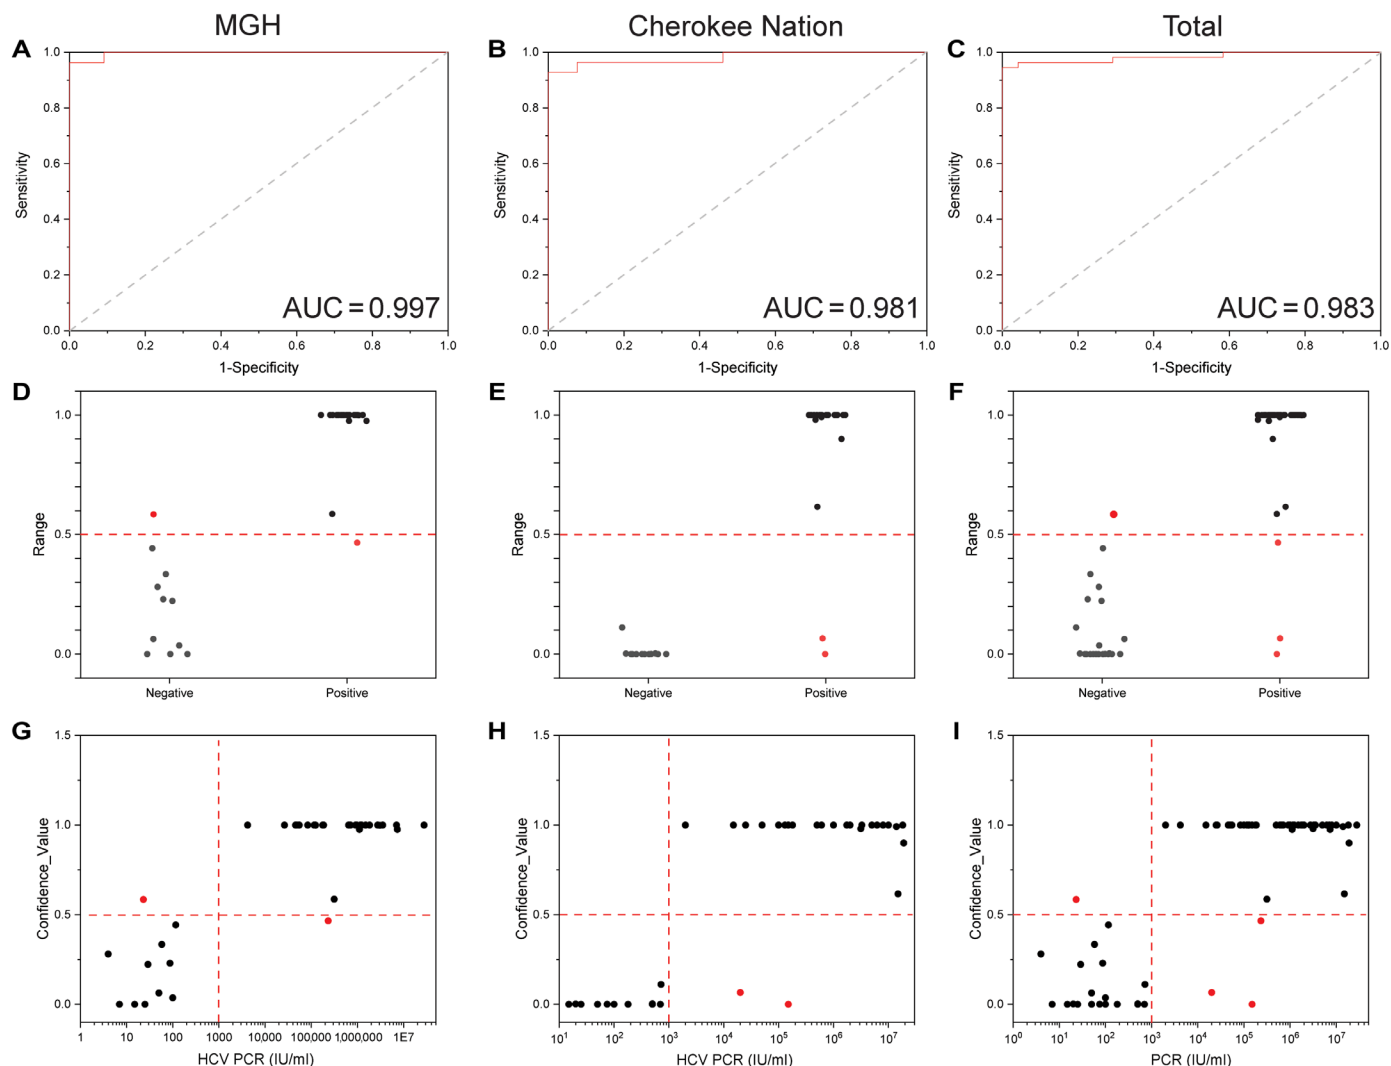 MGH
Cherokee Nation
Total
A
B
C
1.0
0.8
0.6
0.4
0.2
0.0
Sensitivity
AUC = 0.997
0.0 0.2 0.4 0.6 0.8 1.0
1-Specificity
1.0
0.8
0.6
0.4
0.2
0.0
Sensitivity
AUC = 0.981
0.0 0.2 0.4 0.6 0.8 1.0
1-Specificity
1.0
0.8
0.6
0.4
0.2
0.0
Sensitivity
AUC = 0.983
0.0 0.2 0.4 0.6 0.8 1.0
1-Specificity
D
1.0
0.5
0.0
Range
Negative Positive
E
1.0
0.5
0.0
Range
Negative Positive
F
1.0
0.5
0.0
Range
Negative Positive
G
1.5
1.0
0.5
0.0
Confidence_Value
1 10 100 1000 10,000 100,000 1,000,000 1E7
HCV PCR (IU/ml)
H
1.5
1.0
0.5
0.0
Confidence_Value
10¹ 10² 10³ 10⁴ 10⁵ 10⁶ 10⁷
HCV PCR (IU/ml)
I
1.5
1.0
0.5
0.0
Confidence_Value
10⁰ 10¹ 10² 10³ 10⁴ 10⁵ 10⁶ 10⁷
PCR (IU/ml)